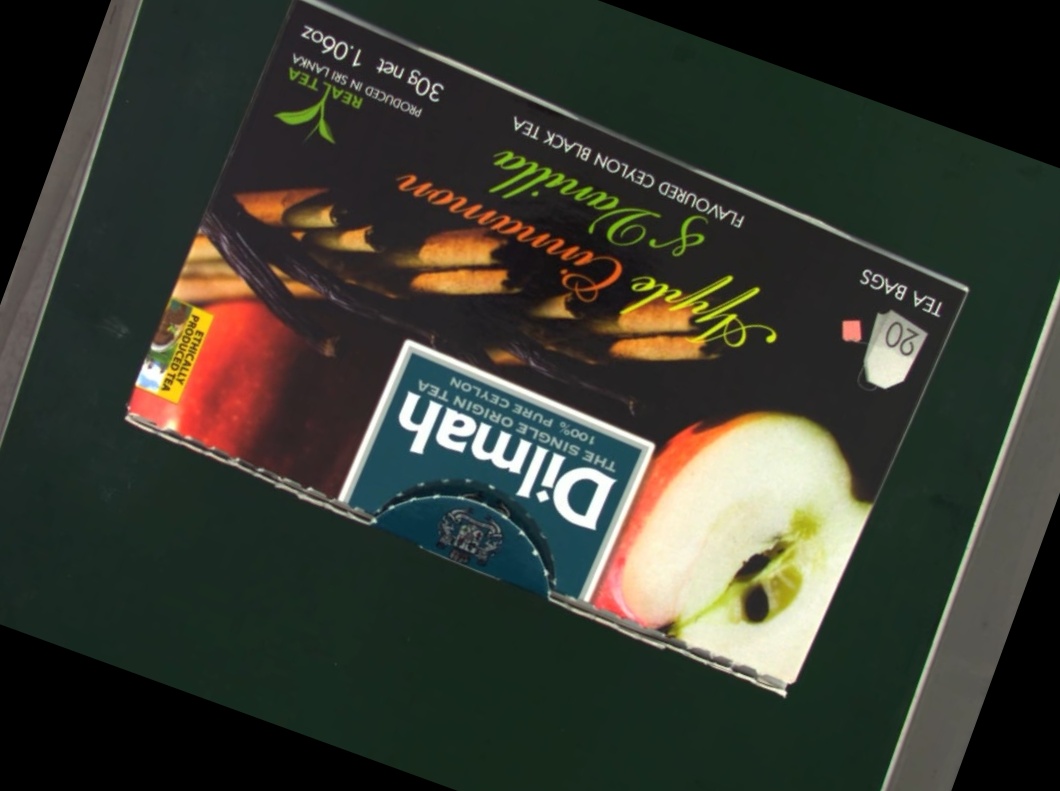 Dilmah
THE SINGLE ORIGIN TEA
100% PURE CEYLON
ETHICALLY
PRODUCED TEA
20
TEA BAGS
Apple Cinnamon
& Vanilla
FLAVOURED CEYLON BLACK TEA
REAL TEA
PRODUCED IN SRI LANKA
30g net 1.06oz